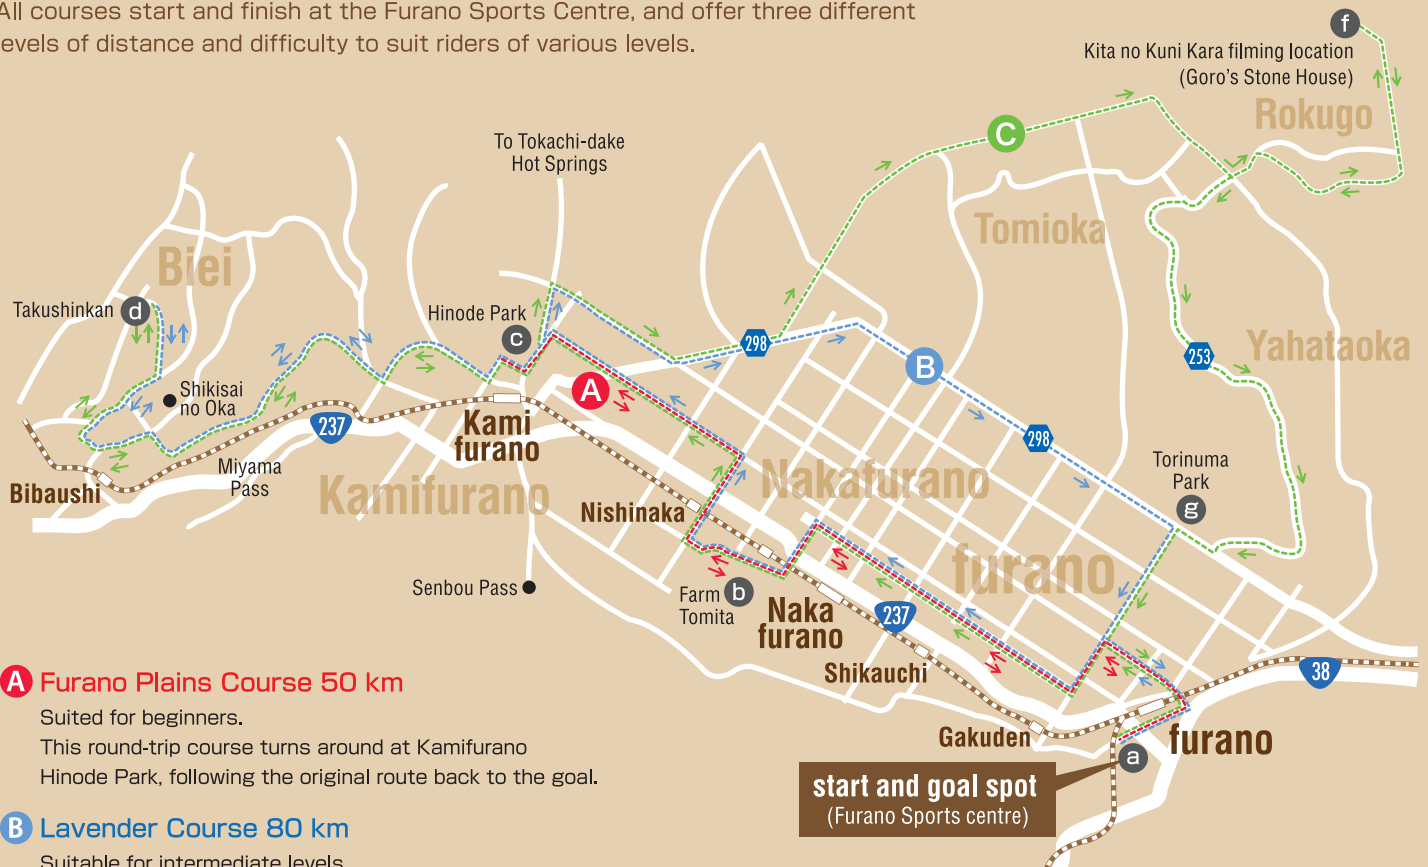 All courses start and finish at the Furano Sports Centre, and offer three different
levels of distance and difficulty to suit riders of various levels.
f
Kita no Kuni Kara filming location
(Goro's Stone House)
Rokugo
C
To Tokachi-dake
Hot Springs
Tomioka
Biei
Takushinkan d
Hinode Park
c
298
253
Yahataoka
B
A
Shikisai
no Oka
237
Kami
furano
298
Miyama
Pass
Torinuma
Park
g
Bibaushi
Kamifurano
Nakafurano
Nishinaka
furano
Senbou Pass
Farm
Tomita
b
Naka
furano
237
Shikauchi
38
Gakuden
furano
a
start and goal spot
(Furano Sports centre)
A Furano Plains Course 50 km
Suited for beginners.
This round-trip course turns around at Kamifurano
Hinode Park, following the original route back to the goal.
B Lavender Course 80 km
Suitable for intermediate levels.